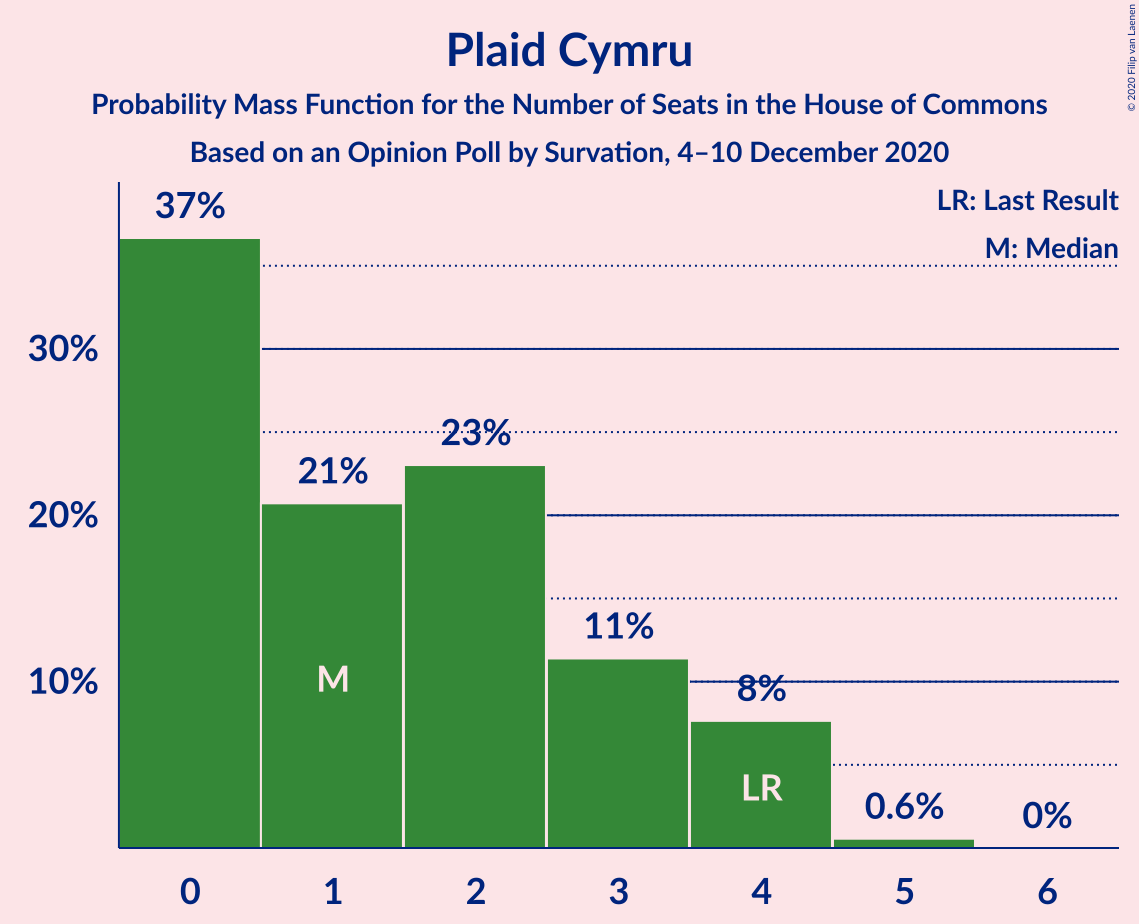 © 2020 Filip van Laenen
Plaid Cymru
Probability Mass Function for the Number of Seats in the House of Commons
Based on an Opinion Poll by Survation, 4–10 December 2020
LR: Last Result
M: Median
37%
30%
23%
21%
20%
11%
M
10%
8%
LR
0.6%
0%
0 1 2 3 4 5 6